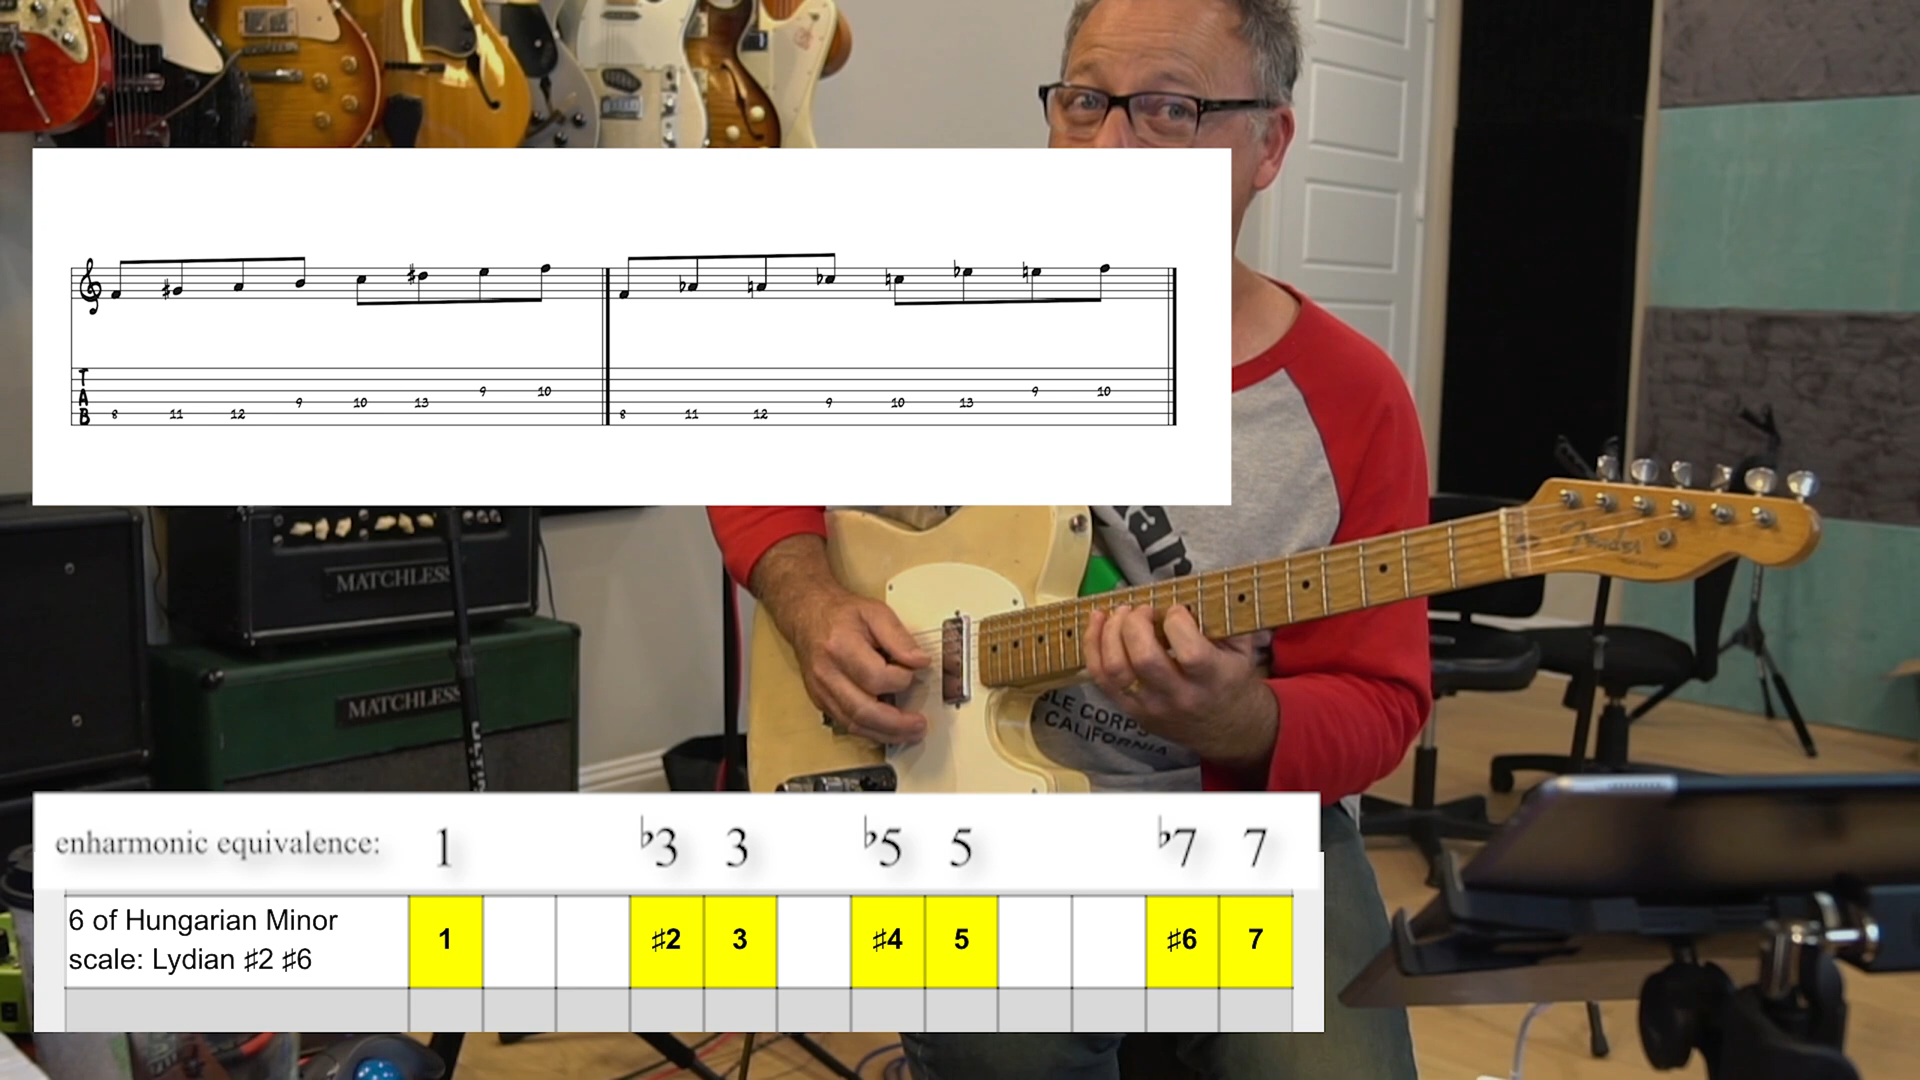 T
A
B
8 11 12 9 10 13 9 10 8 11 12 9 10 13 9 10
MATCHLESS
MATCHLESS
Fender
CALIFORNIA
enharmonic equivalence: 1 ♭3 3 ♭5 5 ♭7 7
6 of Hungarian Minor
scale: Lydian ♯2 ♯6
1 ♯2 3 ♯4 5 ♯6 7